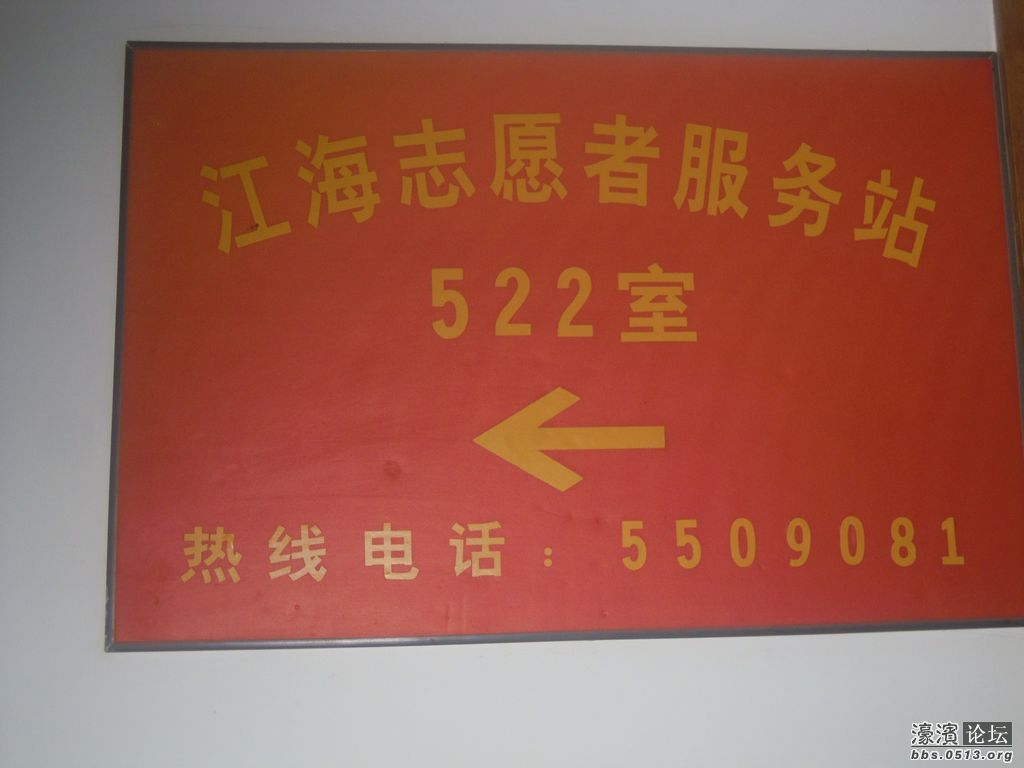 江海志愿者服务站
522室
热线电话：5509081
濠滨论坛
bbs.0513.org